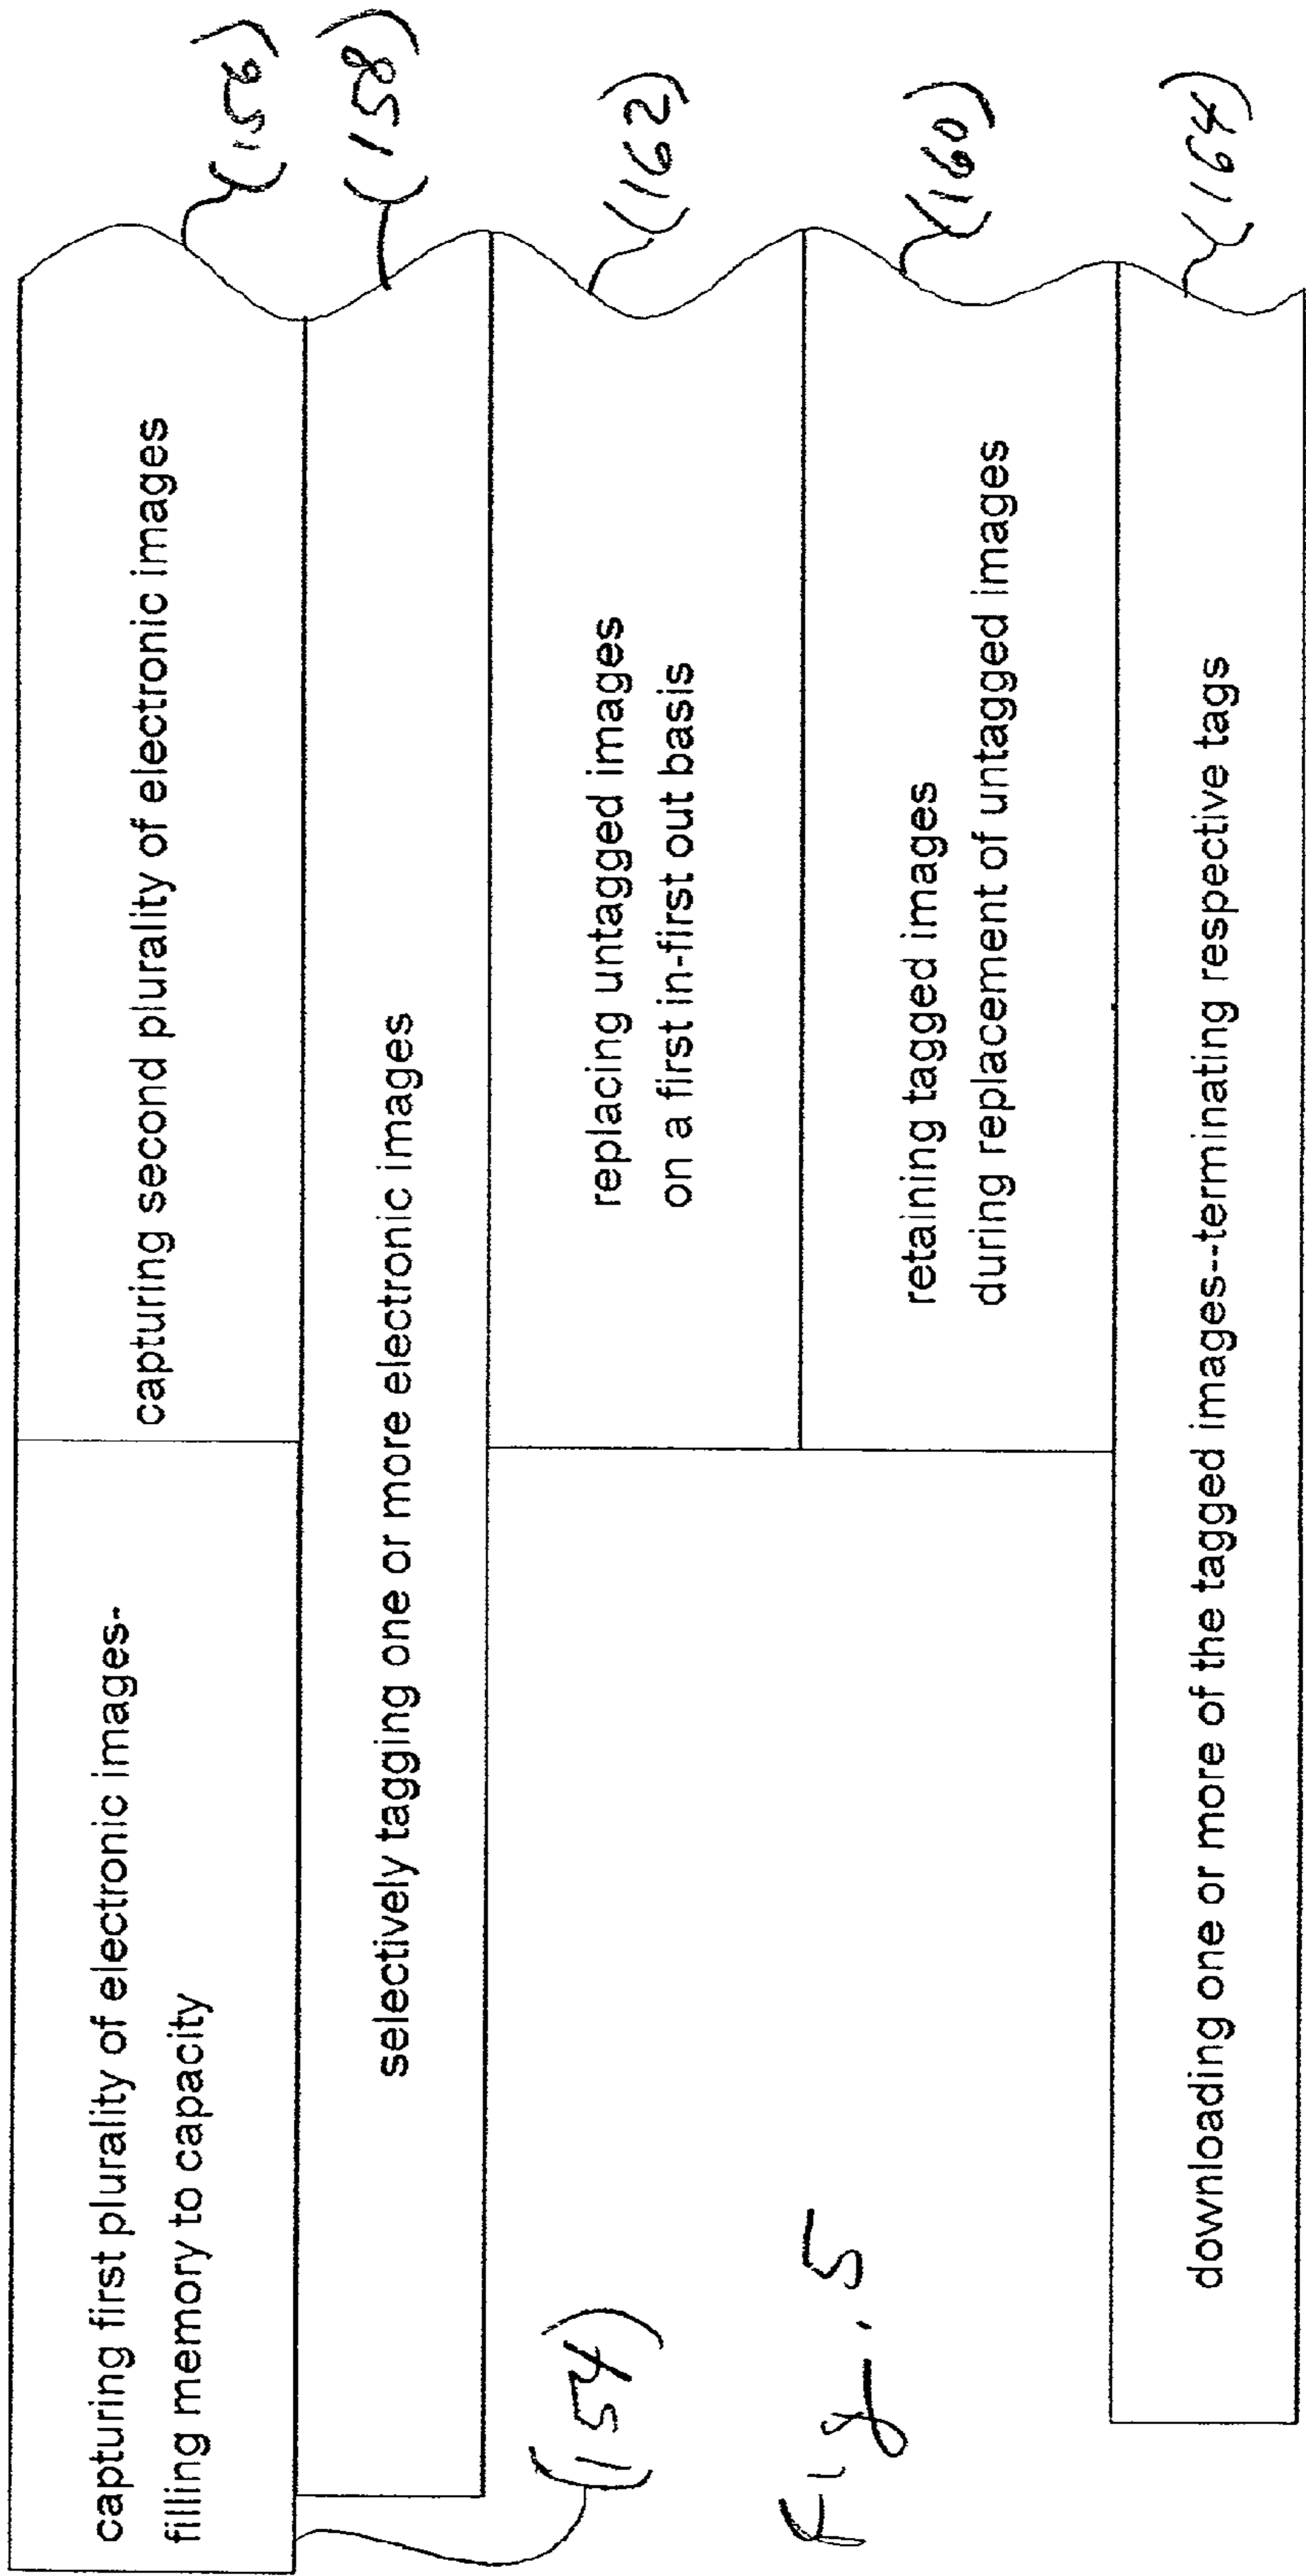 capturing first plurality of electronic images-
filling memory to capacity
capturing second plurality of electronic images
(156)
selectively tagging one or more electronic images
(158)
(154)
replacing untagged images
on a first in-first out basis
(162)
retaining tagged images
during replacement of untagged images
(160)
downloading one or more of the tagged images--terminating respective tags
(164)
Fig. 5